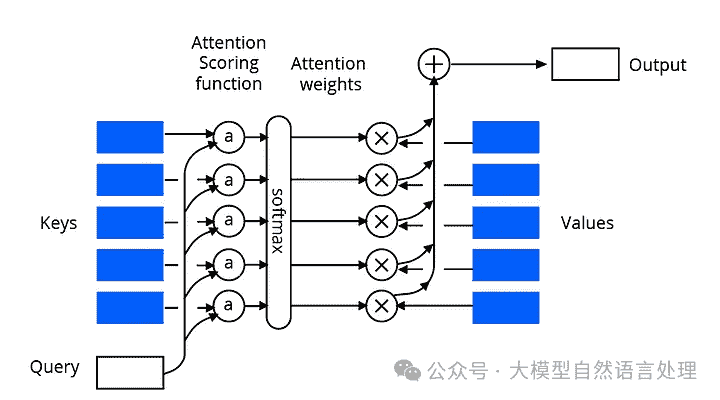 Attention
Scoring
function
Attention
weights
+
Output
Keys
a
a
a
a
a
softmax
×
×
×
×
×
Values
Query
公众号 · 大模型自然语言处理